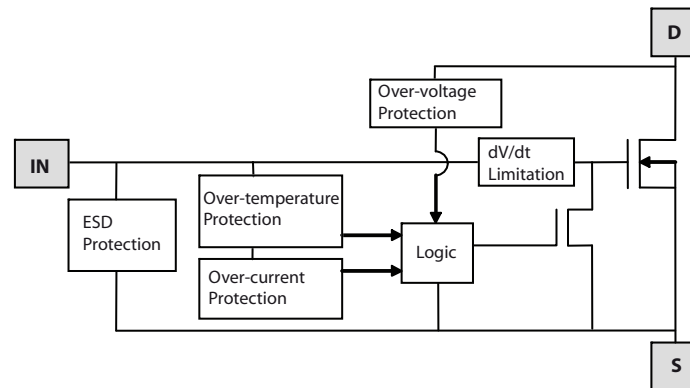 D
Over-voltage
Protection
IN
dV/dt
Limitation
Over-temperature
Protection
ESD
Protection
Logic
Over-current
Protection
S